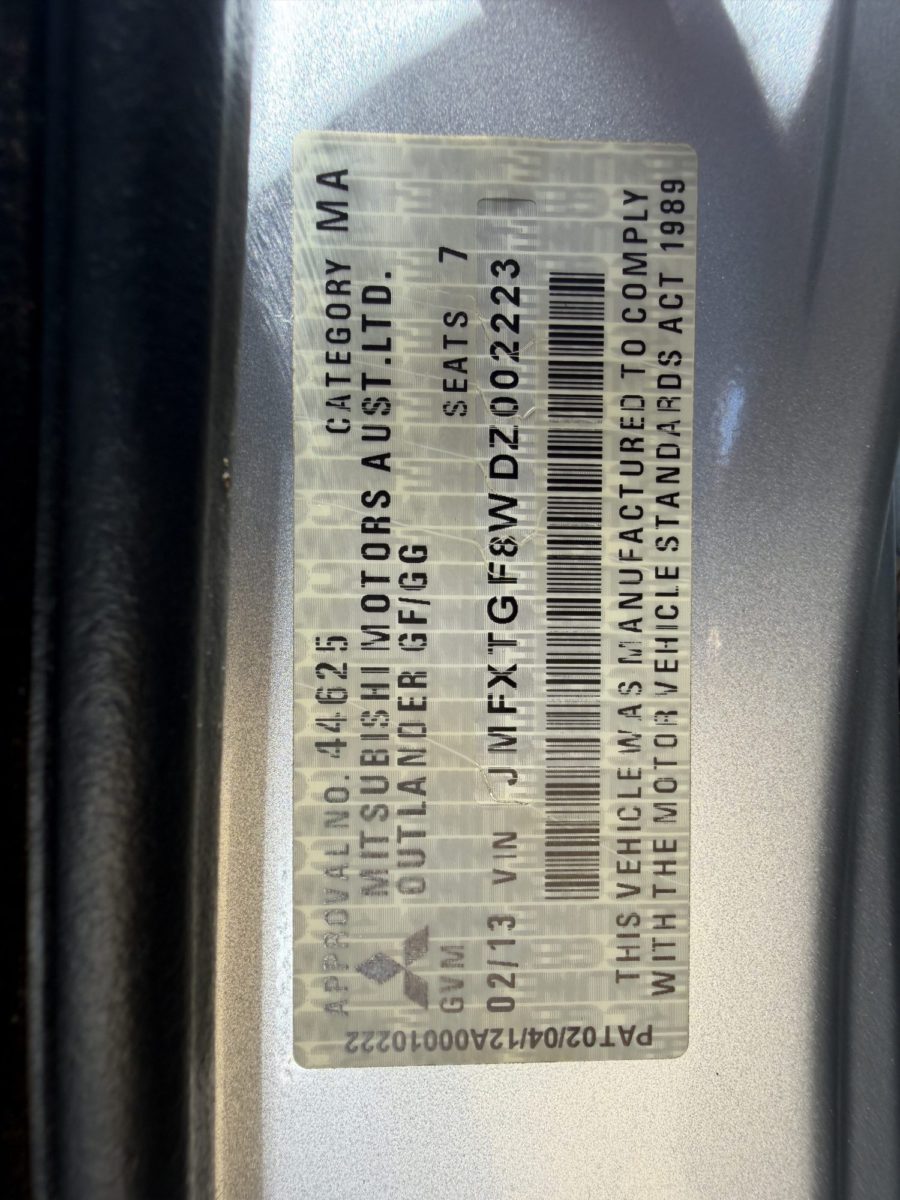 APPROVAL NO. 44625 CATEGORY MA
MITSUBISHI MOTORS AUST.LTD.
OUTLANDER GF/GG
GVM SEATS 7
02/13 VIN JMFXTGF8WDZ002223
THIS VEHICLE WAS MANUFACTURED TO COMPLY
WITH THE MOTOR VEHICLE STANDARDS ACT 1989
PAT02/04/12A00010222